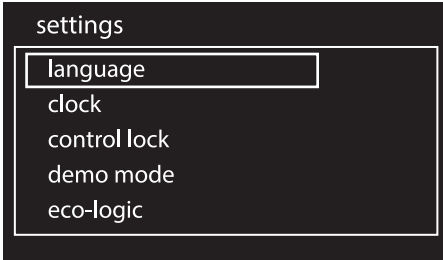 settings
language
clock
control lock
demo mode
eco-logic